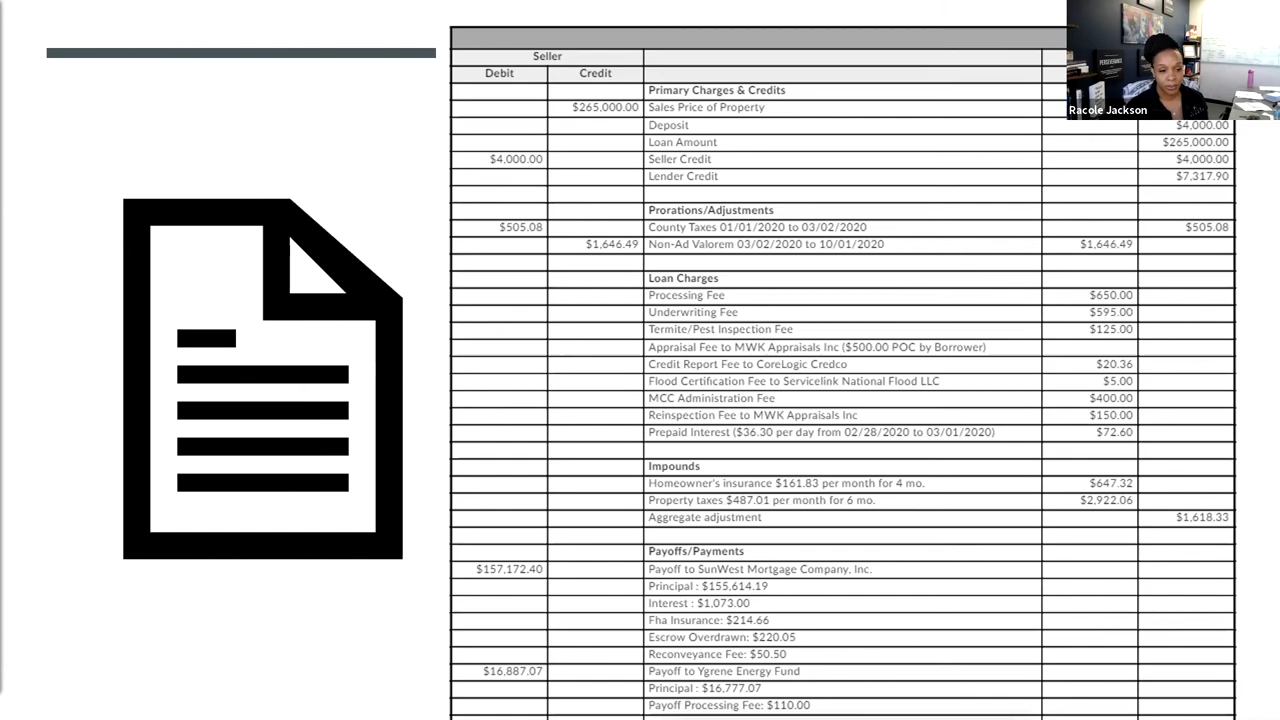 Seller
Debit Credit
Primary Charges & Credits
$265,000.00 Sales Price of Property
Deposit $4,000.00
Loan Amount $265,000.00
$4,000.00 Seller Credit $4,000.00
Lender Credit $7,317.90
Prorations/Adjustments
$505.08 County Taxes 01/01/2020 to 03/02/2020 $505.08
$1,646.49 Non-Ad Valorem 03/02/2020 to 10/01/2020 $1,646.49
Loan Charges
Processing Fee $650.00
Underwriting Fee $595.00
Termite/Pest Inspection Fee $125.00
Appraisal Fee to MWK Appraisals Inc ($500.00 POC by Borrower)
Credit Report Fee to CoreLogic Credco $20.36
Flood Certification Fee to Servicelink National Flood LLC $5.00
MCC Administration Fee $400.00
Reinspection Fee to MWK Appraisals Inc $150.00
Prepaid Interest ($36.30 per day from 02/28/2020 to 03/01/2020) $72.60
Impounds
Homeowner's insurance $161.83 per month for 4 mo. $647.32
Property taxes $487.01 per month for 6 mo. $2,922.06
Aggregate adjustment $1,618.33
Payoffs/Payments
$157,172.40 Payoff to SunWest Mortgage Company, Inc.
Principal : $155,614.19
Interest : $1,073.00
Fha Insurance: $214.66
Escrow Overdrawn: $220.05
Reconveyance Fee: $50.50
$16,887.07 Payoff to Ygrene Energy Fund
Principal : $16,777.07
Payoff Processing Fee: $110.00
PERSEVERANCE
Racole Jackson